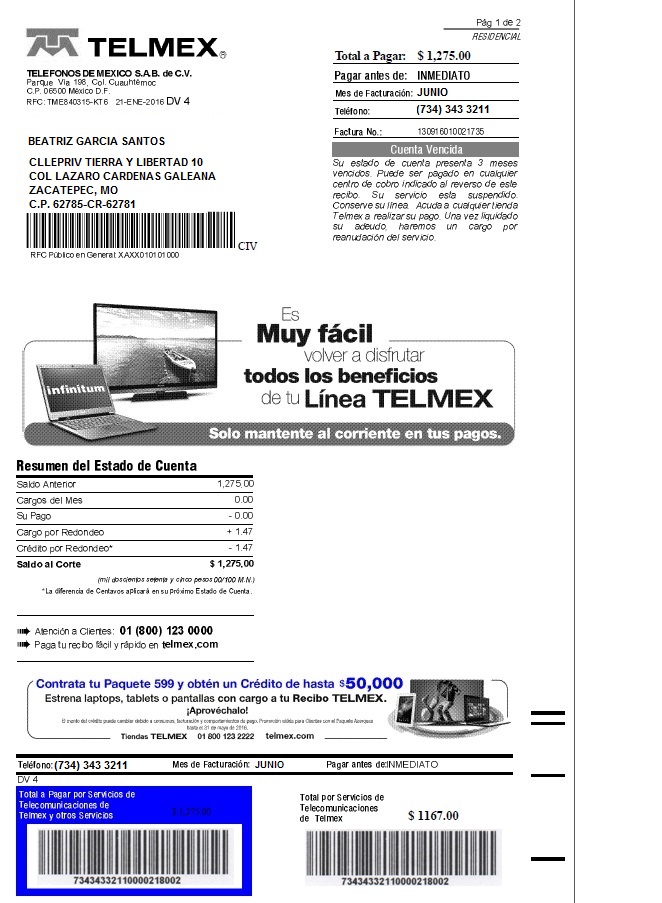 Pág 1 de 2
RESIDENCIAL
TELMEX®
TELEFONOS DE MEXICO S.A.B. de C.V.
Parque Vía 198, Col. Cuauhtémoc
C.P. 06500 México D.F.
RFC: TME840315-KT6 21-ENE-2016 DV 4
Total a Pagar: $ 1,275.00
Pagar antes de: INMEDIATO
Mes de Facturación: JUNIO
Teléfono: (734) 343 3211
Factura No.: 130916010021735
Cuenta Vencida
Su estado de cuenta presenta 3 meses
vencidos. Puede ser pagado en cualquier
centro de cobro indicado al reverso de este
recibo. Su servicio esta suspendido.
Conserve su línea. Acuda a cualquier tienda
Telmex a realizar su pago. Una vez liquidado
su adeudo, haremos un cargo por
reanudación del servicio.
BEATRIZ GARCIA SANTOS
CLLEPRIV TIERRA Y LIBERTAD 10
COL LAZARO CARDENAS GALEANA
ZACATEPEC, MO
C.P. 62785-CR-62781
CIV
RFC Público en General: XAXX010101000
infinitum
Es
Muy fácil
volver a disfrutar
todos los beneficios
de tu Línea TELMEX
Solo mantente al corriente en tus pagos.
Resumen del Estado de Cuenta
Saldo Anterior 1,275.00
Cargos del Mes 0.00
Su Pago - 0.00
Cargo por Redondeo + 1.47
Crédito por Redondeo* - 1.47
Saldo al Corte $ 1,275.00
(mil doscientos setenta y cinco pesos 00/100 M.N.)
*La diferencia de Centavos aplicará en su próximo Estado de Cuenta.
Atención a Clientes: 01 (800) 123 0000
Paga tu recibo fácil y rápido en telmex.com
Contrata tu Paquete 599 y obtén un Crédito de hasta $50,000
Estrena laptops, tablets o pantallas con cargo a tu Recibo TELMEX.
¡Aprovéchalo!
El monto del crédito puede cambiar debido a consumos, facturación y comportamientos de pago. Promoción válida para Clientes con el Paquete Acerques
hasta el 31 de mayo de 2016.
Tiendas TELMEX 01 800 123 2222 telmex.com
Teléfono: (734) 343 3211 Mes de Facturación: JUNIO Pagar antes de:INMEDIATO
DV 4
Total a Pagar por Servicios de
Telecomunicaciones de
Telmex y otros Servicios $ 1,275.00
73434332110000218002
Total por Servicios de
Telecomunicaciones
de Telmex $ 1167.00
73434332110000218002